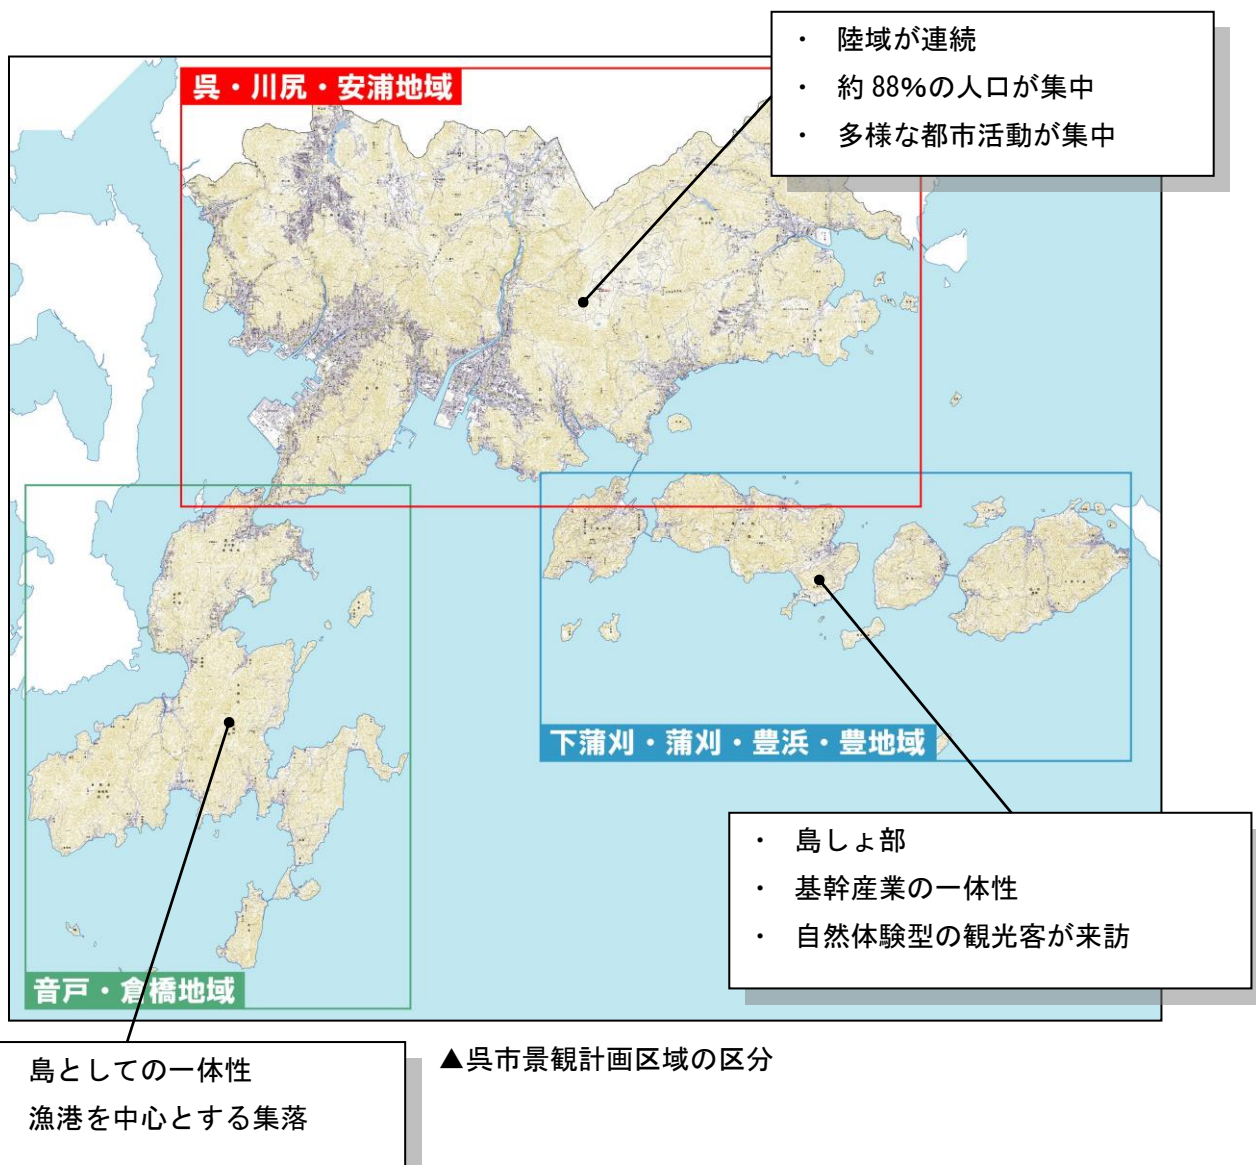 ・ 陸域が連続
・ 約 88%の人口が集中
・ 多様な都市活動が集中
呉・川尻・安浦地域
下蒲刈・蒲刈・豊浜・豊地域
・ 島しょ部
・ 基幹産業の一体性
・ 自然体験型の観光客が来訪
音戸・倉橋地域
島としての一体性
漁港を中心とする集落
▲呉市景観計画区域の区分